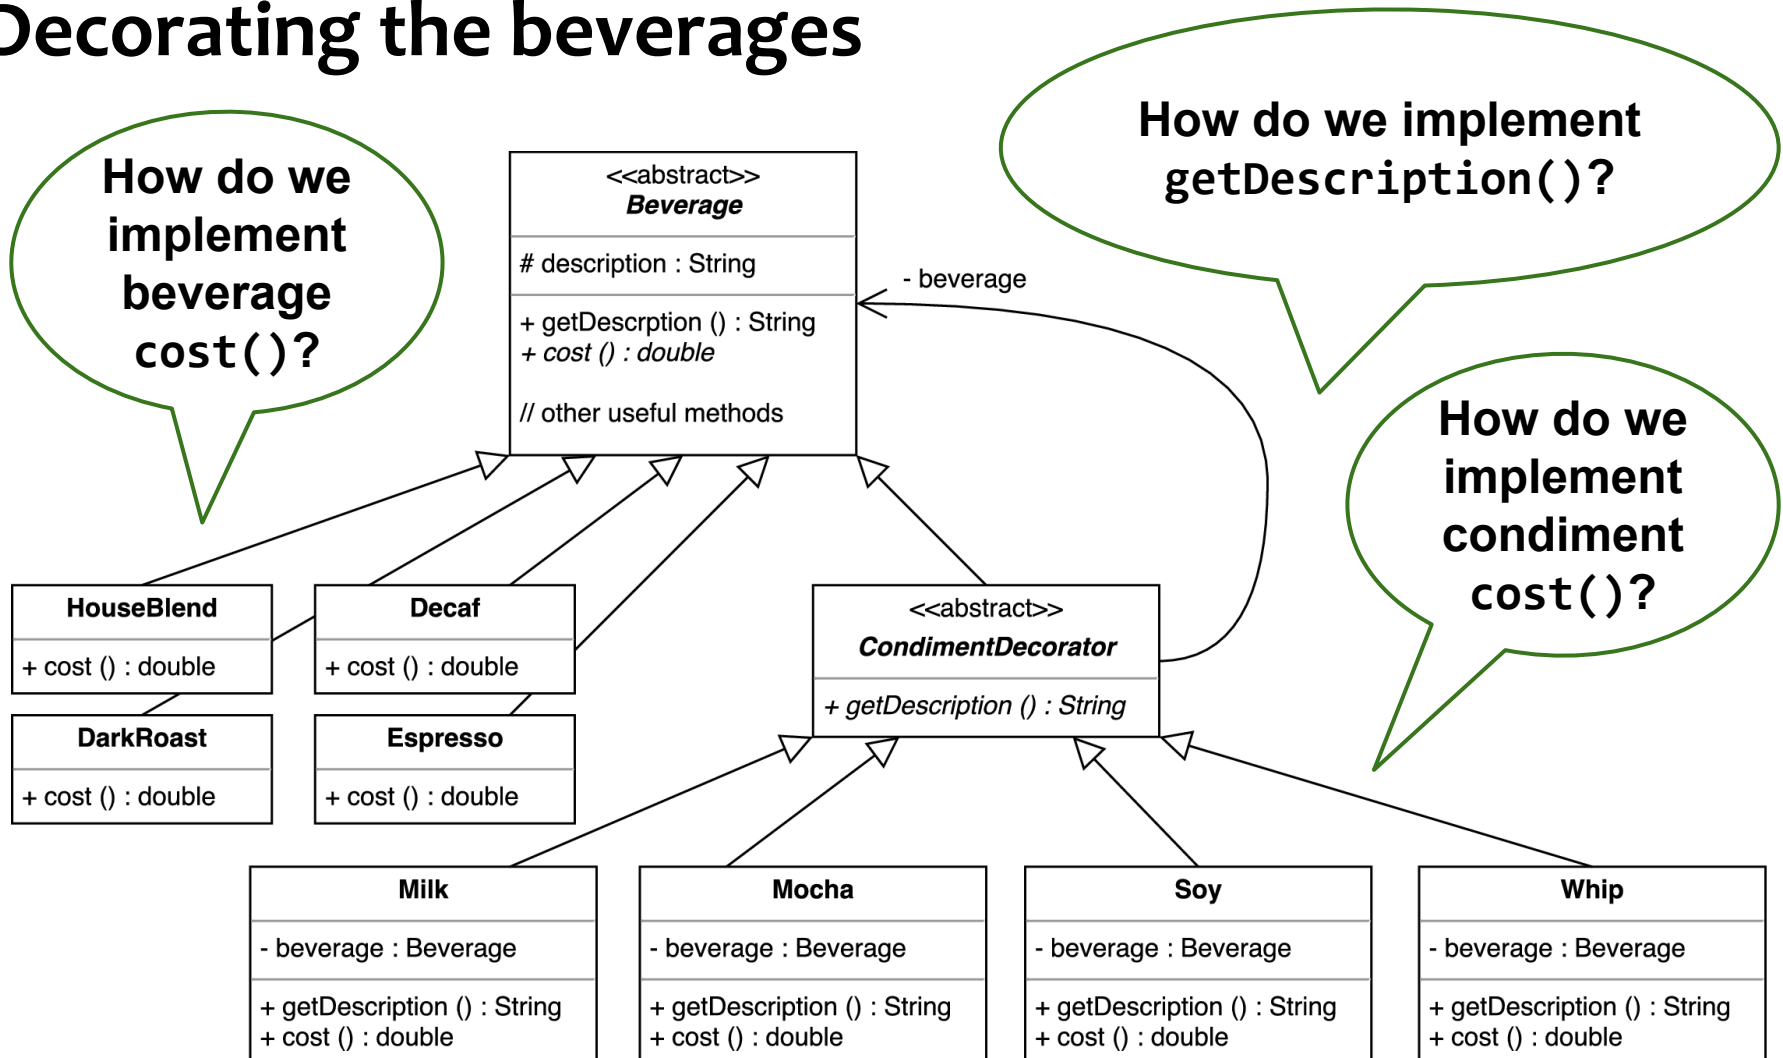 Decorating the beverages
How do we
implement
beverage
cost()?
How do we implement
getDescription()?
How do we
implement
condiment
cost()?
<<abstract>>
Beverage
# description : String
+ getDescrption () : String
+ cost () : double
// other useful methods
- beverage
HouseBlend
+ cost () : double
Decaf
+ cost () : double
DarkRoast
+ cost () : double
Espresso
+ cost () : double
<<abstract>>
CondimentDecorator
+ getDescription () : String
Milk
- beverage : Beverage
+ getDescription () : String
+ cost () : double
Mocha
- beverage : Beverage
+ getDescription () : String
+ cost () : double
Soy
- beverage : Beverage
+ getDescription () : String
+ cost () : double
Whip
- beverage : Beverage
+ getDescription () : String
+ cost () : double